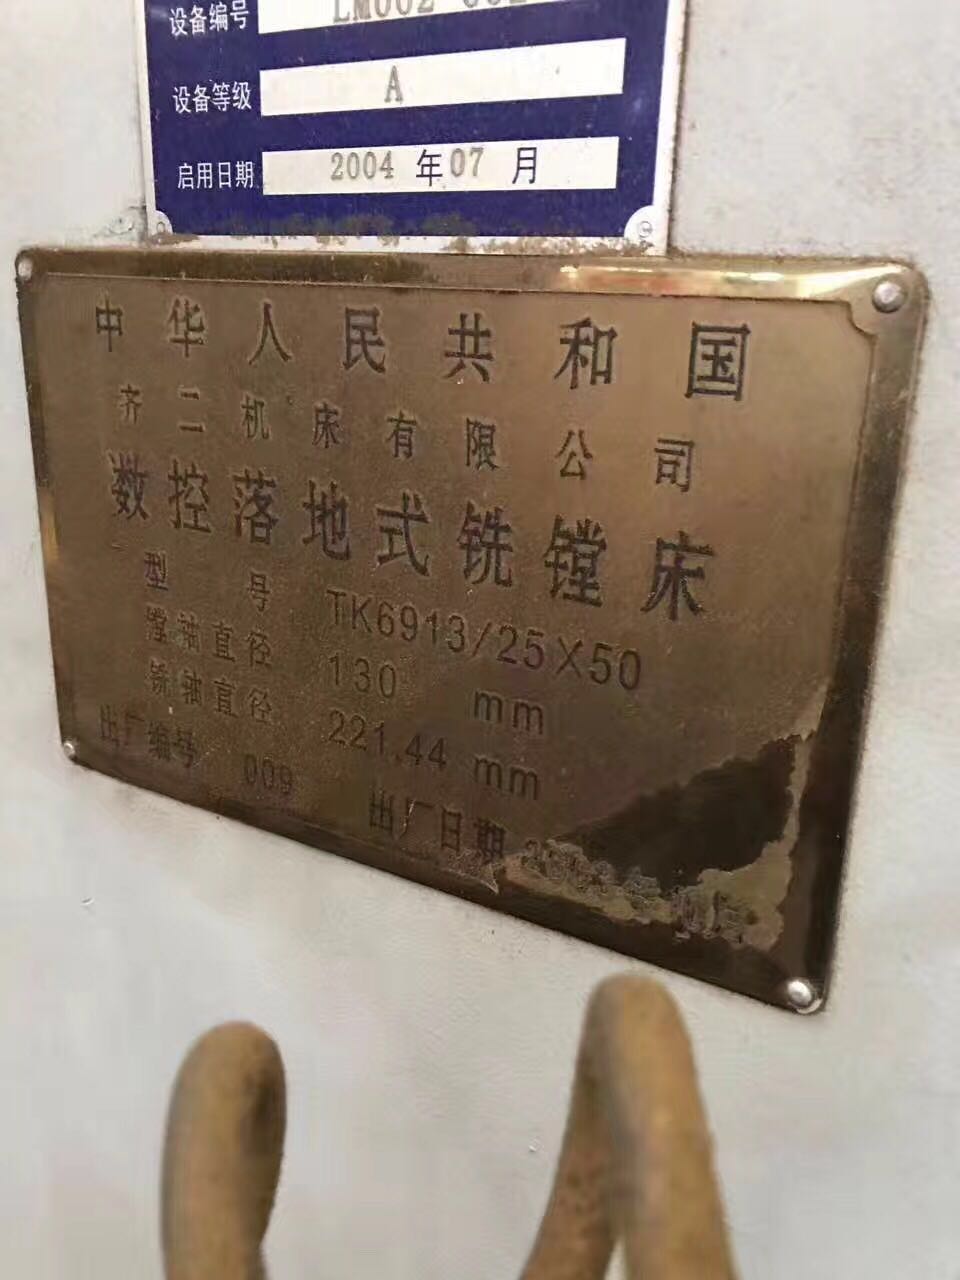 设备编号
设备等级 A
启用日期 2004 年 07 月
中华人民共和国
齐二机床有限公司
数控落地式铣镗床
型号 TK6913/25X50
镗轴直径 130 mm
铣轴直径 221.44 mm
出厂编号 009 出厂日期